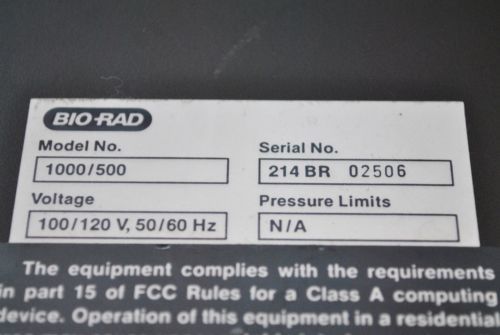 BIO-RAD
Model No.
1000/500
Serial No.
214 BR 02506
Voltage
100/120 V, 50/60 Hz
Pressure Limits
N/A
The equipment complies with the requirements
in part 15 of FCC Rules for a Class A computing
device. Operation of this equipment in a residential